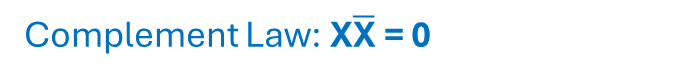 Complement Law: XX̅ = 0